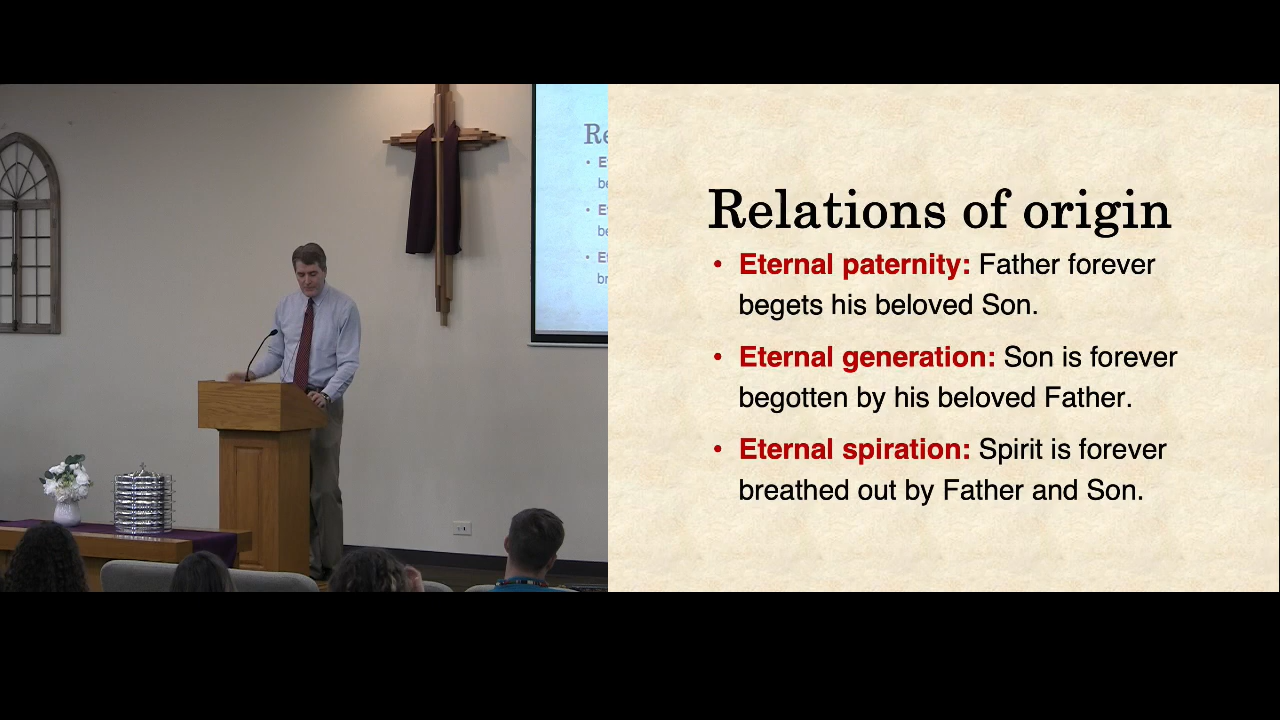 Relations of origin
• Eternal paternity: Father forever
begets his beloved Son.
• Eternal generation: Son is forever
begotten by his beloved Father.
• Eternal spiration: Spirit is forever
breathed out by Father and Son.